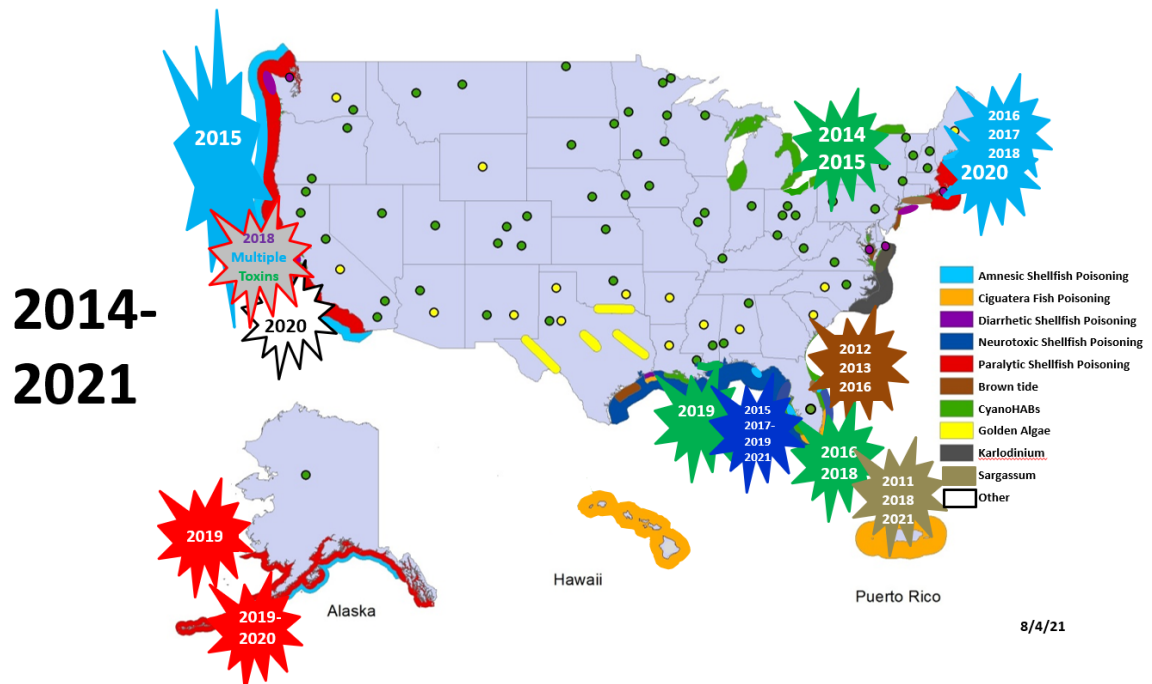 2014-
2021
2015
2018
Multiple
Toxins
2020
2014
2015
2016
2017
2018
2020
2012
2013
2016
2019
2015
2017-
2019
2021
2016
2018
2011
2018
2021
Amnesic Shellfish Poisoning
Ciguatera Fish Poisoning
Diarrhetic Shellfish Poisoning
Neurotoxic Shellfish Poisoning
Paralytic Shellfish Poisoning
Brown tide
CyanoHABs
Golden Algae
Karlodinium
Sargassum
Other
2019
2019-
2020
Alaska
Hawaii
Puerto Rico
8/4/21